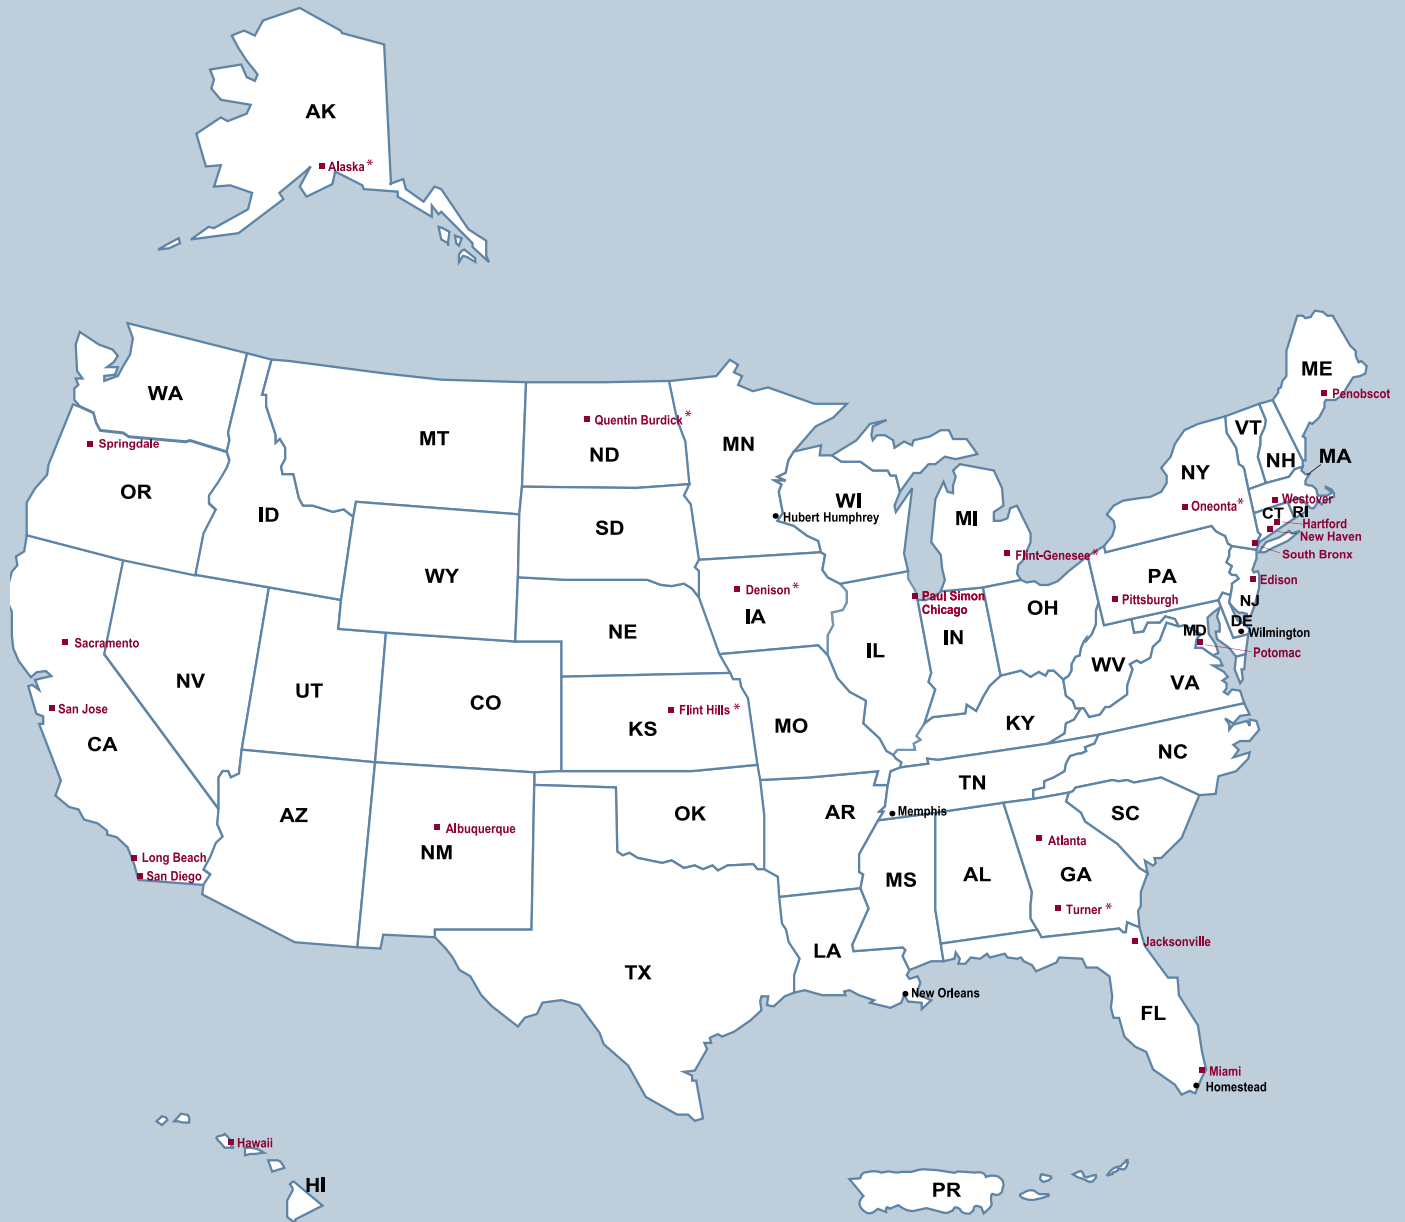 AK
Alaska*
WA
ME
Penobscot
Springdale
MT
Quentin Burdick*
ND
MN
VT
NH
MA
OR
ID
SD
WI
Hubert Humphrey
MI
NY
Oneonta*
Westover
CT
RI
Hartford
New Haven
South Bronx
Flint-Genesee*
WY
Denison*
IA
NE
Paul Simon
Chicago
OH
PA
Pittsburgh
Edison
NJ
DE
Wilmington
MD
Potomac
Sacramento
NV
UT
CO
IL
IN
WV
VA
San Jose
CA
KS
Flint Hills*
MO
KY
NC
TN
AZ
Albuquerque
NM
OK
AR
Memphis
SC
Long Beach
San Diego
MS
AL
Atlanta
GA
Turner*
TX
LA
New Orleans
Jacksonville
FL
Miami
Homestead
Hawaii
HI
PR